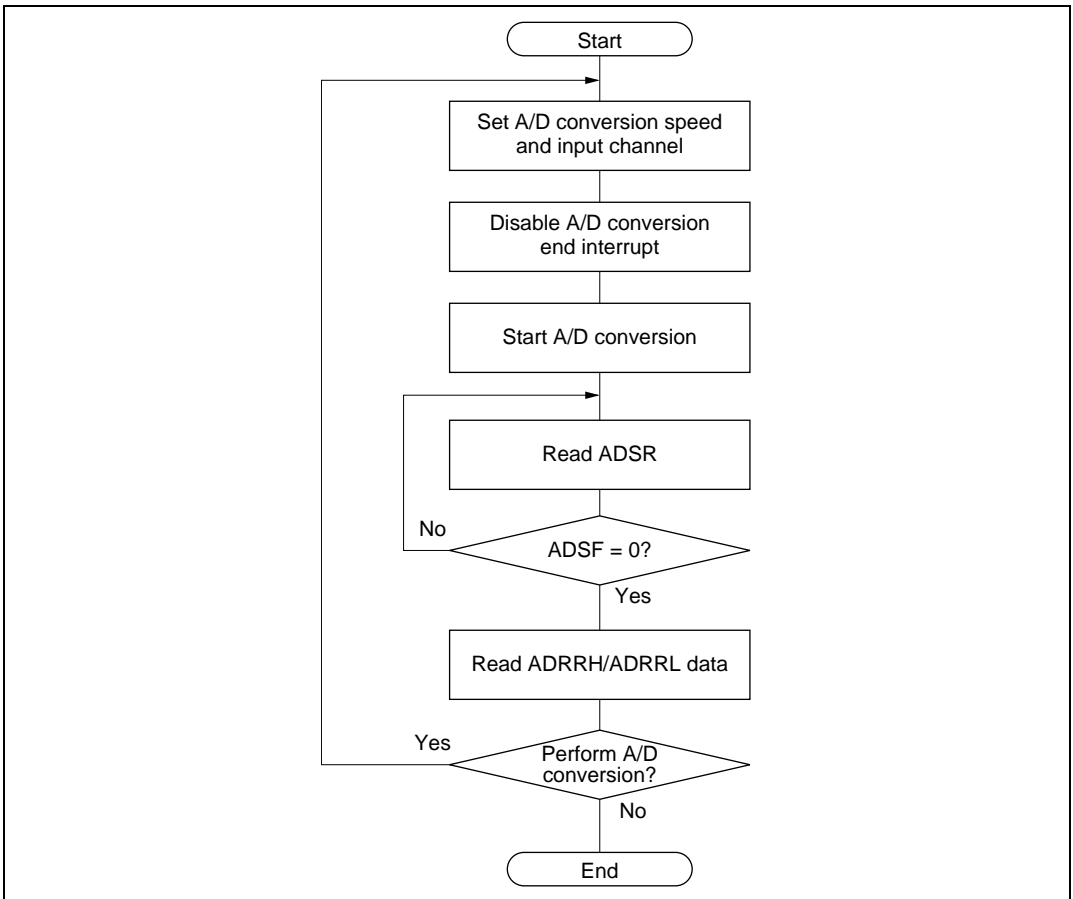 Start
Set A/D conversion speed
and input channel
Disable A/D conversion
end interrupt
Start A/D conversion
Read ADSR
No
ADSF = 0?
Yes
Read ADRRH/ADRRL data
Yes
Perform A/D
conversion?
No
End